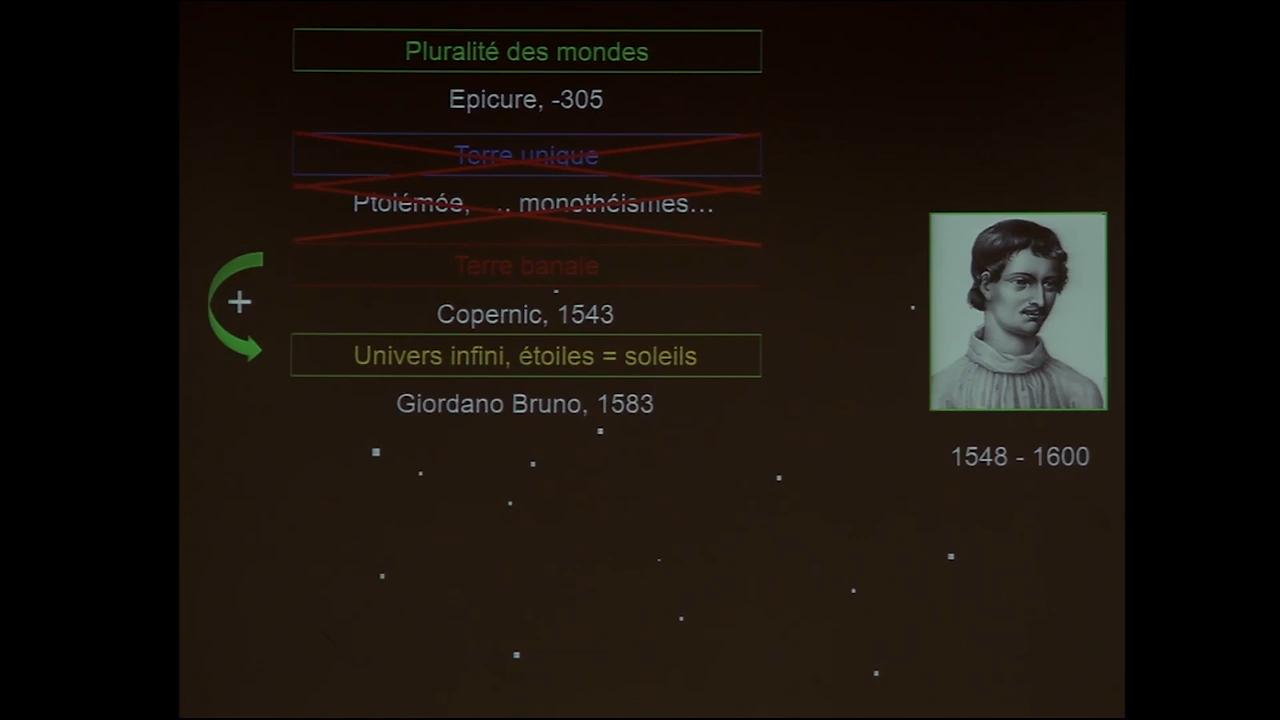 Pluralité des mondes
Epicure, -305
Terre unique
Ptolémée, ... monothéismes...
Terre banale
+
Copernic, 1543
Univers infini, étoiles = soleils
Giordano Bruno, 1583
1548 - 1600